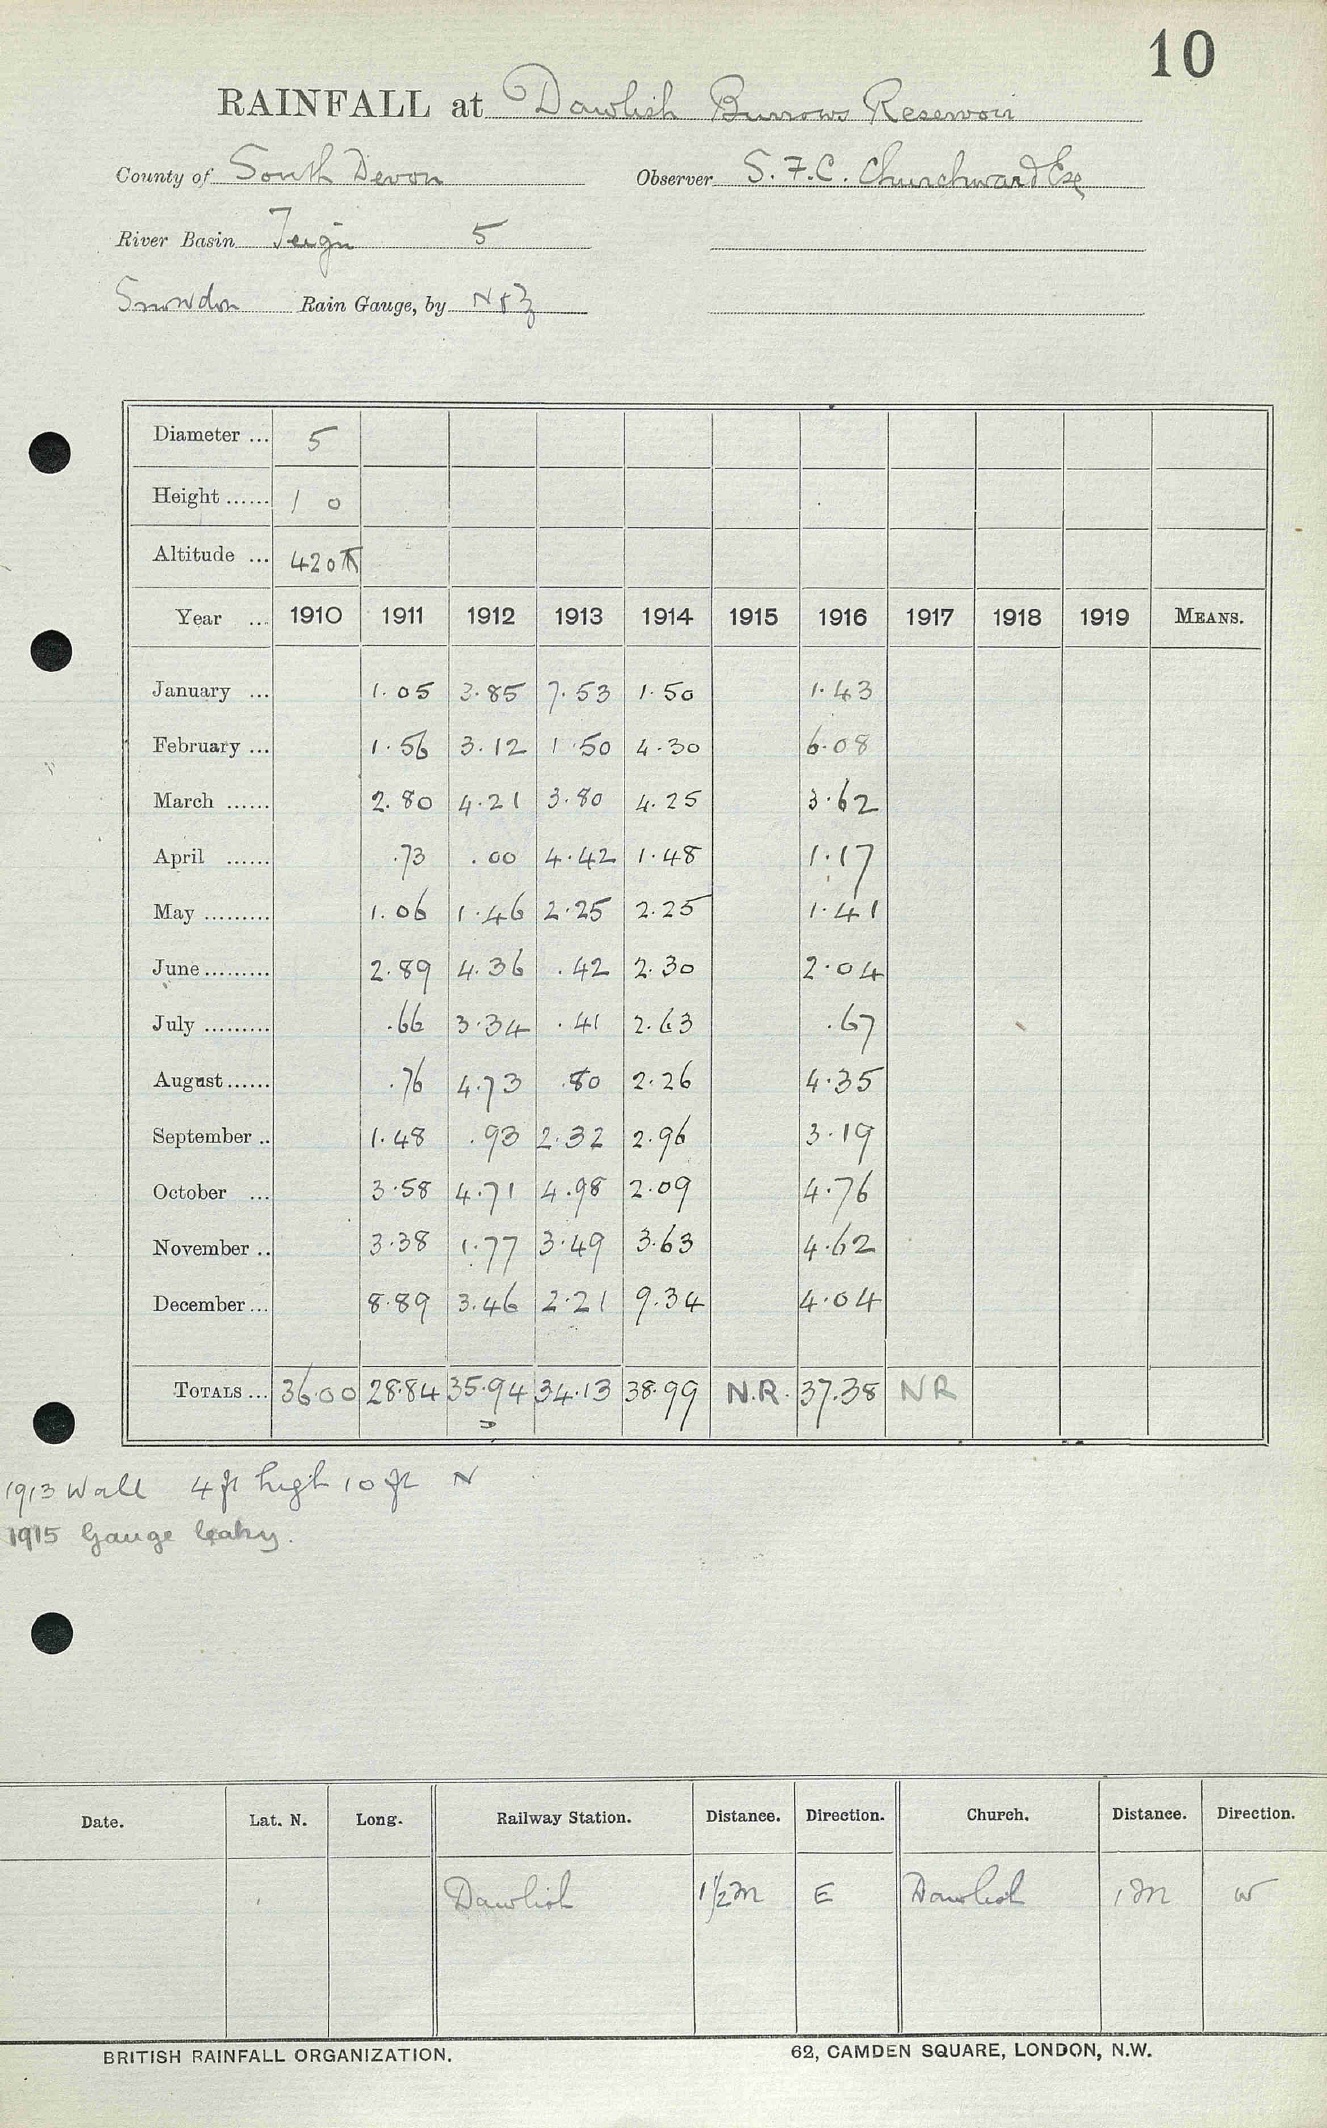 10
RAINFALL at Dawlish Burrows Reservoir
County of South Devon Observer S. F. C. Churchward Esq
River Basin Teign 5
Snowdon Rain Gauge, by N & Z
Diameter ... 5
Height ...... 1 0
Altitude ... 420 ft
Year ... 1910 1911 1912 1913 1914 1915 1916 1917 1918 1919 MEANS.
January ... 1.05 3.85 7.53 1.50 1.43
February ... 1.56 3.12 1.50 4.30 6.08
March ...... 2.80 4.21 3.80 4.25 3.62
April ...... .73 .00 4.42 1.48 1.17
May ......... 1.06 1.46 2.25 2.25 1.41
June ......... 2.89 4.36 .42 2.30 2.04
July ......... .66 3.34 .41 2.63 .67
August ...... .76 4.73 .80 2.26 4.35
September .. 1.48 .93 2.32 2.96 3.19
October ... 3.58 4.71 4.98 2.09 4.76
November .. 3.38 1.77 3.49 3.63 4.62
December ... 8.89 3.46 2.21 9.34 4.04
TOTALS ... 36.00 28.84 35.94 34.13 38.99 N.R. 37.38 NR
1913 Wall 4 ft high 10 ft N
1915 Gauge leaky.
Date. Lat. N. Long. Railway Station. Distance. Direction. Church. Distance. Direction.
Dawlish 1½ m E Dawlish 1 m W
BRITISH RAINFALL ORGANIZATION. 62, CAMDEN SQUARE, LONDON, N.W.